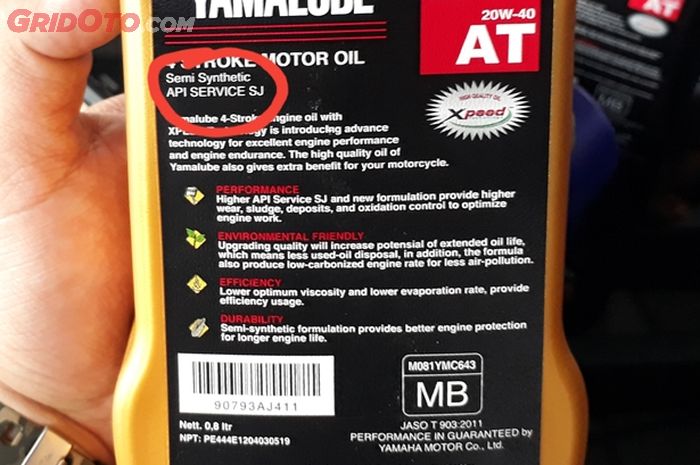 GRIDOTO.COM
YAMALUBE
20W-40
AT
4 STROKE MOTOR OIL
Semi Synthetic
API SERVICE SJ
HIGH QUALITY OIL
Xpeed
4-Stroke engine oil with
is introducing advance
technology for excellent engine performance
and engine endurance. The high quality oil of
Yamalube also gives extra benefit for your motorcycle.
PERFORMANCE
Higher API Service SJ and new formulation provide higher
wear, sludge, deposits, and oxidation control to optimize
engine work.
ENVIRONMENTAL FRIENDLY
Upgrading quality will increase potensial of extended oil life,
which means less used-oil disposal, in addition, the formula
also produce low-carbonized engine rate for less air-pollution.
EFFICIENCY
Lower optimum viscosity and lower evaporation rate, provide
efficiency usage.
DURABILITY
Semi-synthetic formulation provides better engine protection
for longer engine life.
90793AJ411
Nett. 0,8 ltr
NPT: PE444E1204030519
M081YMC643
MB
JASO T 903:2011
PERFORMANCE IN GUARANTEED by
YAMAHA MOTOR Co., Ltd.